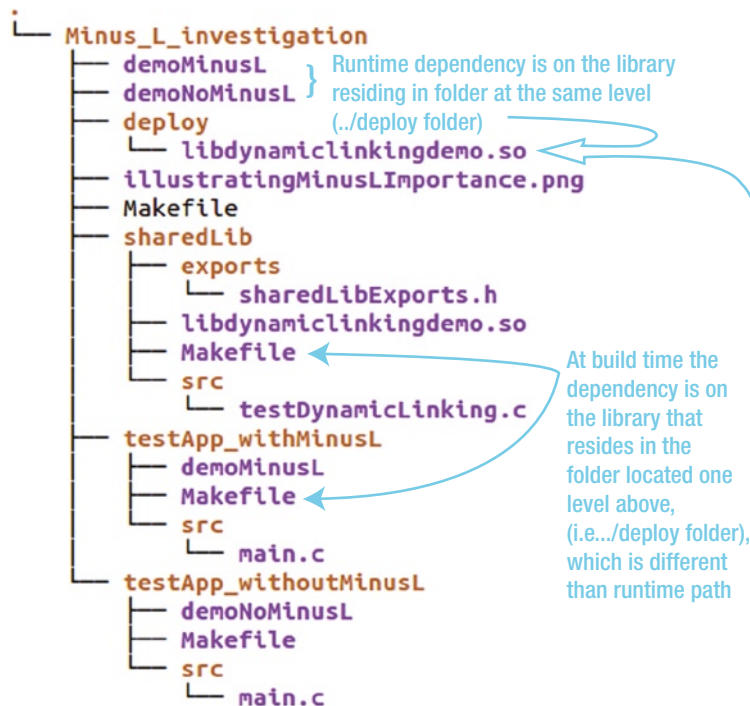 .
└── Minus_L_investigation
    ├── demoMinusL
    ├── demoNoMinusL } Runtime dependency is on the library
residing in folder at the same level
    ├── deploy (../deploy folder)
    │   └── libdynamiclinkingdemo.so
    ├── illustratingMinusLImportance.png
    ├── Makefile
    ├── sharedLib
    │   ├── exports
    │   │   └── sharedLibExports.h
    │   ├── libdynamiclinkingdemo.so
    │   ├── Makefile
    │   └── src
    │       └── testDynamicLinking.c
    ├── testApp_withMinusL
    │   ├── demoMinusL
    │   ├── Makefile
    │   └── src
    │       └── main.c
    └── testApp_withoutMinusL
        ├── demoNoMinusL
        ├── Makefile
        └── src
            └── main.c
At build time the
dependency is on
the library that
resides in the
folder located one
level above,
(i.e.../deploy folder),
which is different
than runtime path